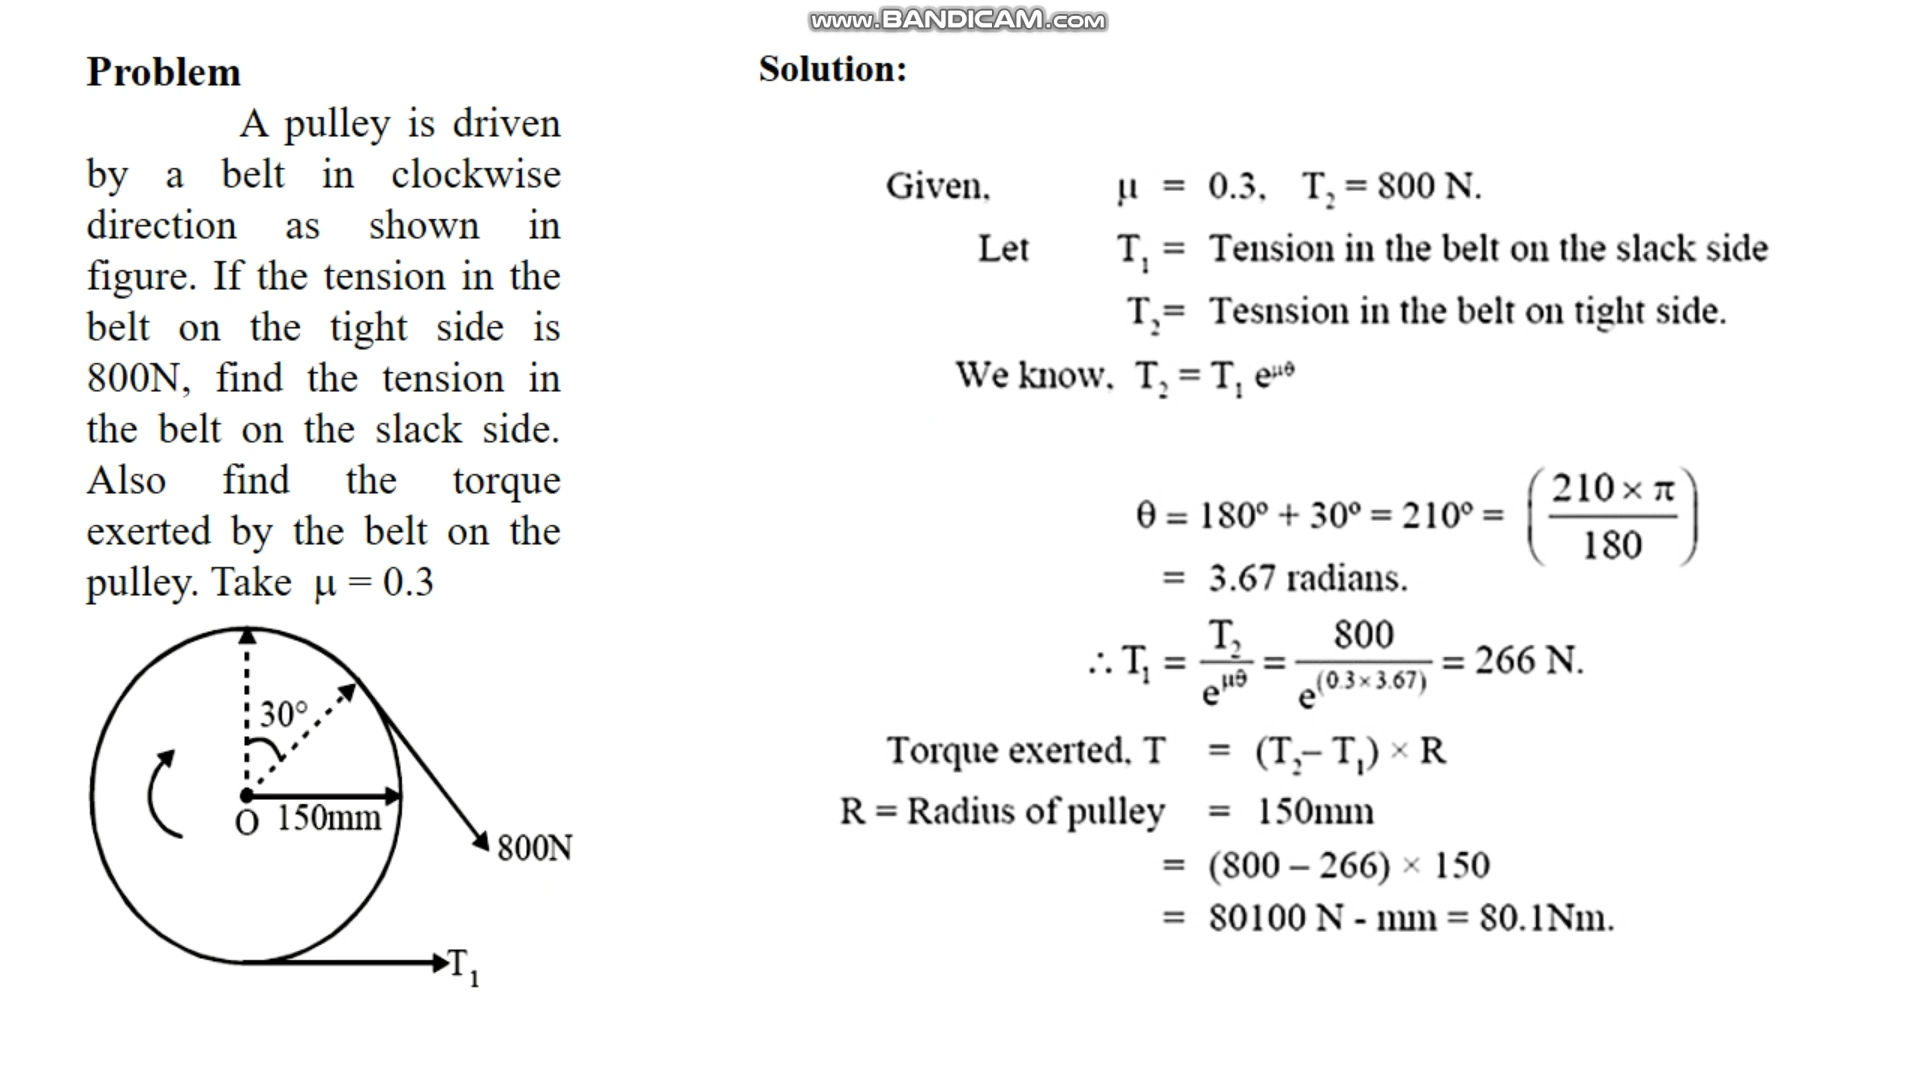 www.BANDICAM.com
Problem
A pulley is driven
by a belt in clockwise
direction as shown in
figure. If the tension in the
belt on the tight side is
800N, find the tension in
the belt on the slack side.
Also find the torque
exerted by the belt on the
pulley. Take μ = 0.3
30°
O 150mm
800N
T₁
Solution:
Given, μ = 0.3, T₂ = 800 N.
Let T₁ = Tension in the belt on the slack side
T₂ = Tesnsion in the belt on tight side.
We know, T₂ = T₁ e^μθ
θ = 180º + 30º = 210º = (210 × π / 180)
= 3.67 radians.
∴ T₁ = T₂ / e^μθ = 800 / e^(0.3 × 3.67) = 266 N.
Torque exerted, T = (T₂ – T₁) × R
R = Radius of pulley = 150mm
= (800 – 266) × 150
= 80100 N - mm = 80.1Nm.